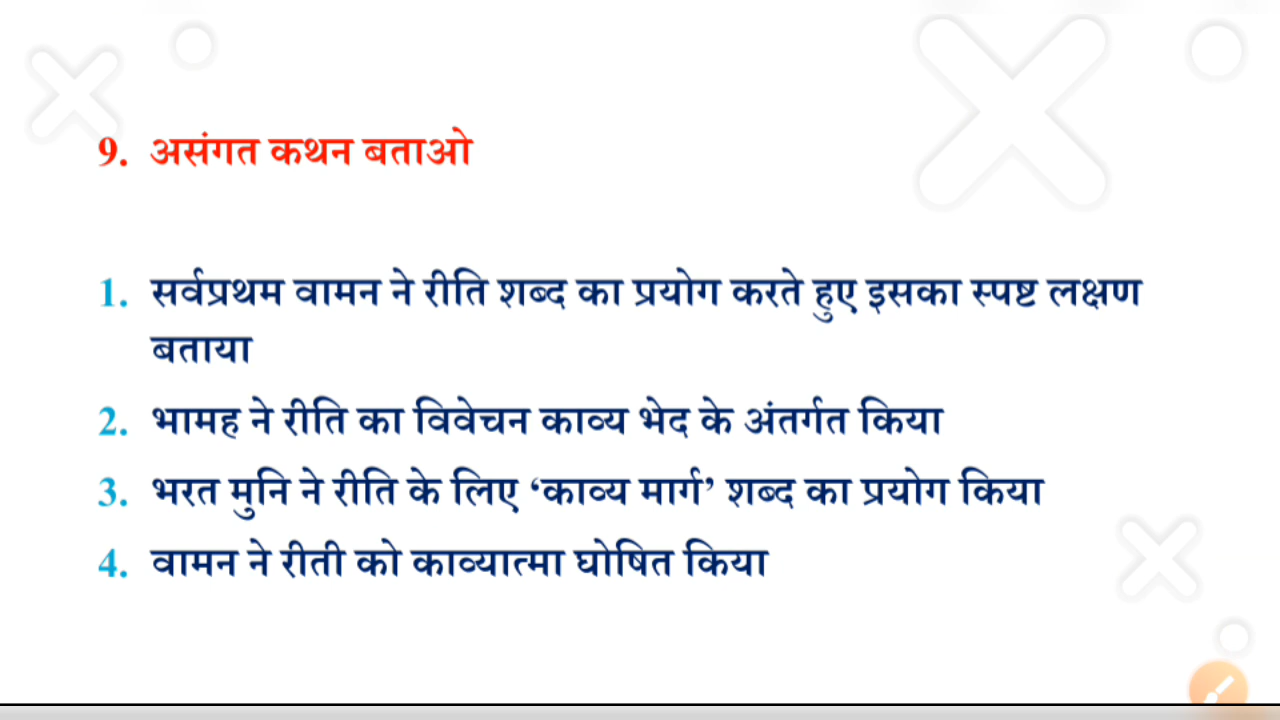 9. असंगत कथन बताओ
1. सर्वप्रथम वामन ने रीति शब्द का प्रयोग करते हुए इसका स्पष्ट लक्षण
बताया
2. भामह ने रीति का विवेचन काव्य भेद के अंतर्गत किया
3. भरत मुनि ने रीति के लिए ‘काव्य मार्ग’ शब्द का प्रयोग किया
4. वामन ने रीती को काव्यात्मा घोषित किया